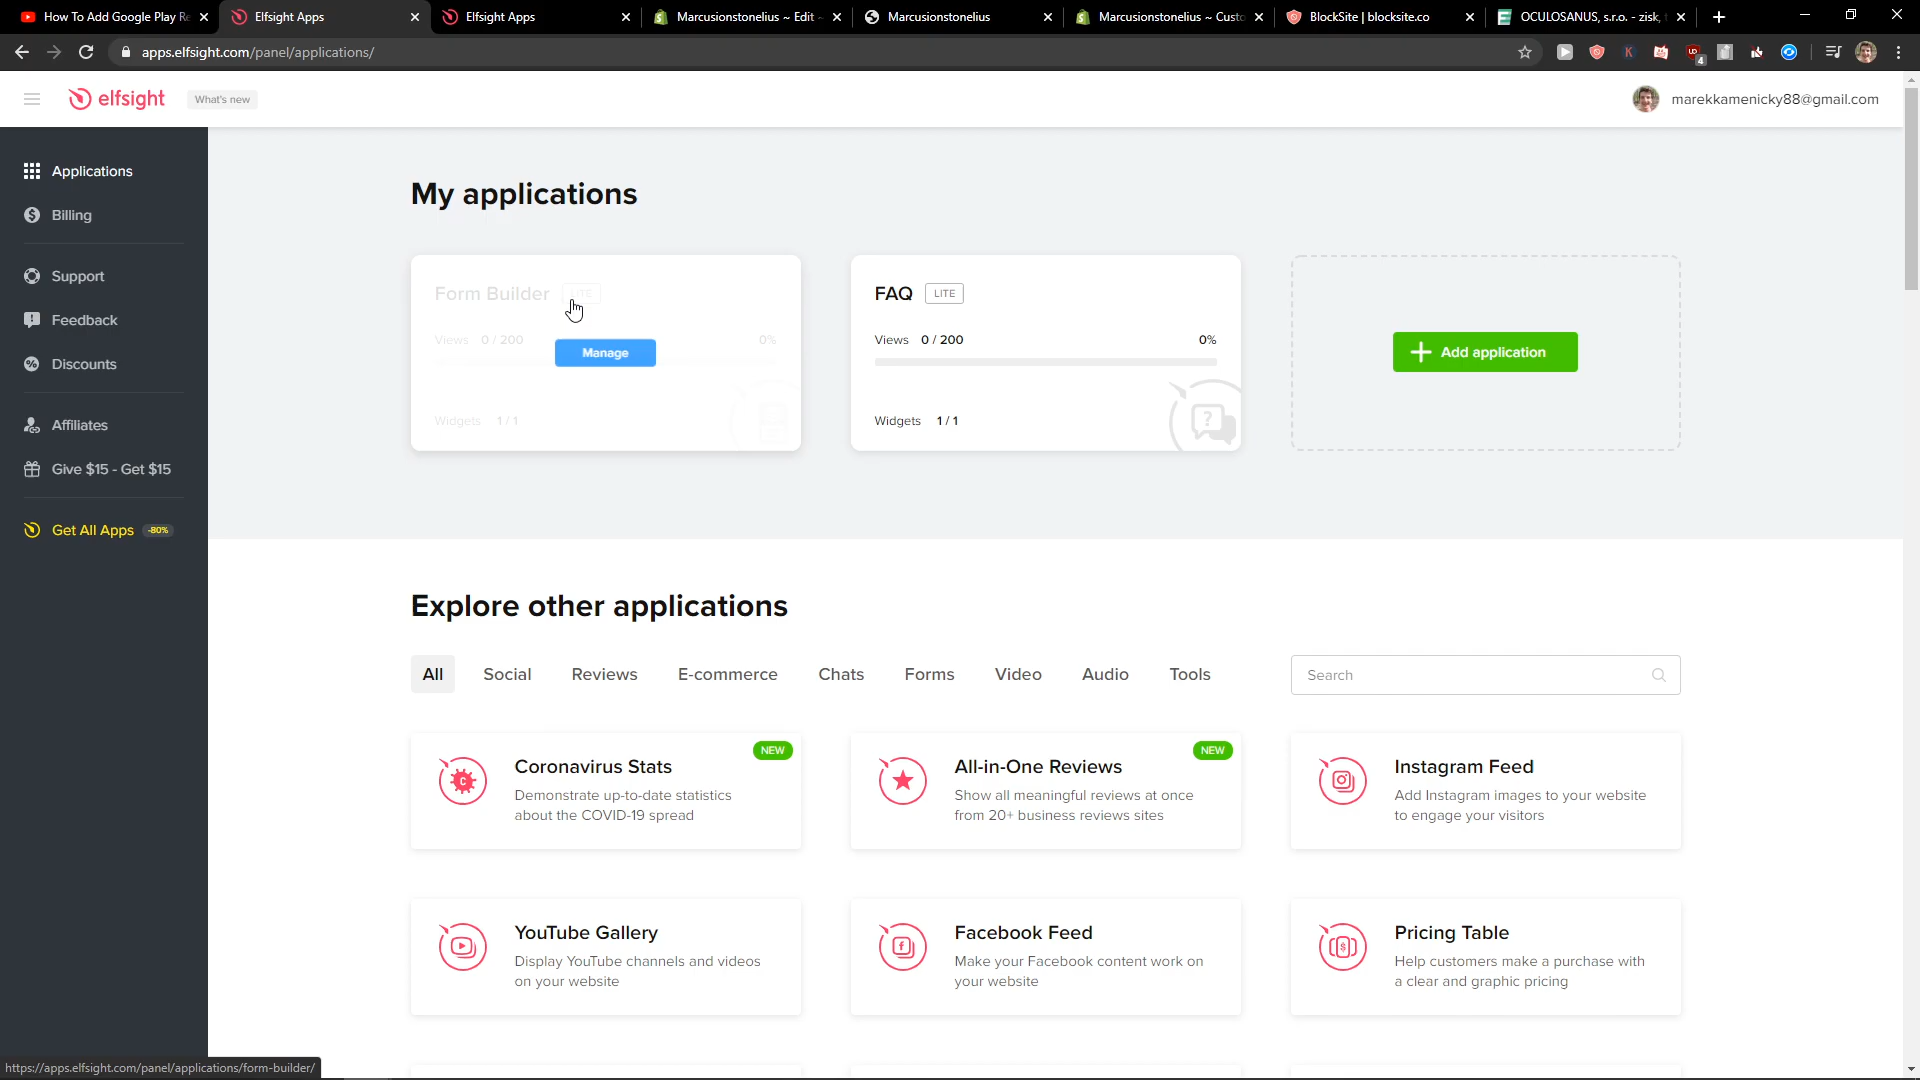 How To Add Google Play Re
Elfsight Apps
Elfsight Apps
Marcusionstonelius ~ Edit ~
Marcusionstonelius
Marcusionstonelius ~ Custo
BlockSite | blocksite.co
OCULOSANUS, s.r.o. - zisk,
apps.elfsight.com/panel/applications/
4
elfsight
What's new
marekkamenicky88@gmail.com
Applications
Billing
Support
Feedback
Discounts
Affiliates
Give $15 - Get $15
Get All Apps
-80%
My applications
Form Builder
LITE
Views 0 / 200
0%
Manage
Widgets 1 / 1
FAQ
LITE
Views 0 / 200
0%
Widgets 1 / 1
Add application
Explore other applications
All
Social
Reviews
E-commerce
Chats
Forms
Video
Audio
Tools
Search
Coronavirus Stats
NEW
Demonstrate up-to-date statistics
about the COVID-19 spread
All-in-One Reviews
NEW
Show all meaningful reviews at once
from 20+ business reviews sites
Instagram Feed
Add Instagram images to your website
to engage your visitors
YouTube Gallery
Display YouTube channels and videos
on your website
Facebook Feed
Make your Facebook content work on
your website
Pricing Table
Help customers make a purchase with
a clear and graphic pricing
https://apps.elfsight.com/panel/applications/form-builder/